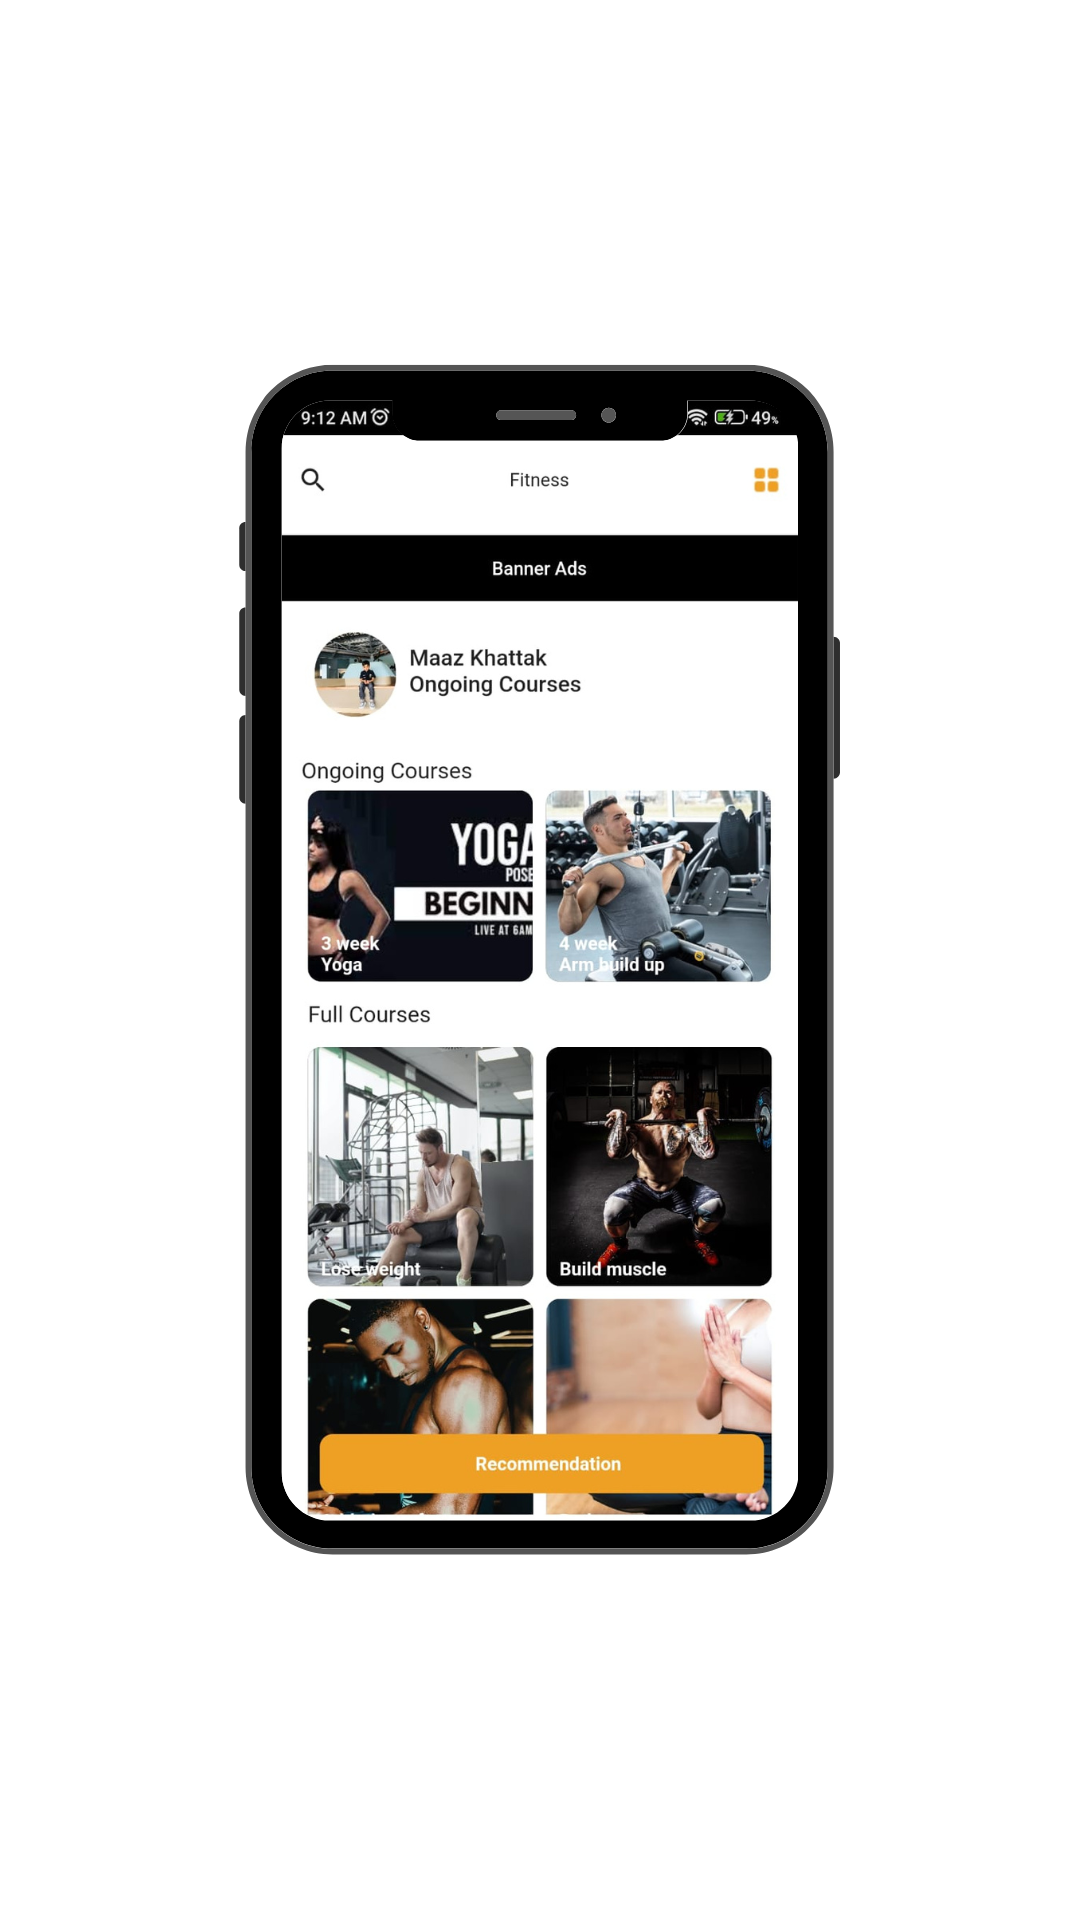 9:12 AM
49%
Fitness
Banner Ads
Maaz Khattak
Ongoing Courses
Ongoing Courses
YOGA
POSE
BEGINN
LIVE AT 6AM
3 week
Yoga
4 week
Arm build up
Full Courses
Lose weight
Build muscle
Recommendation